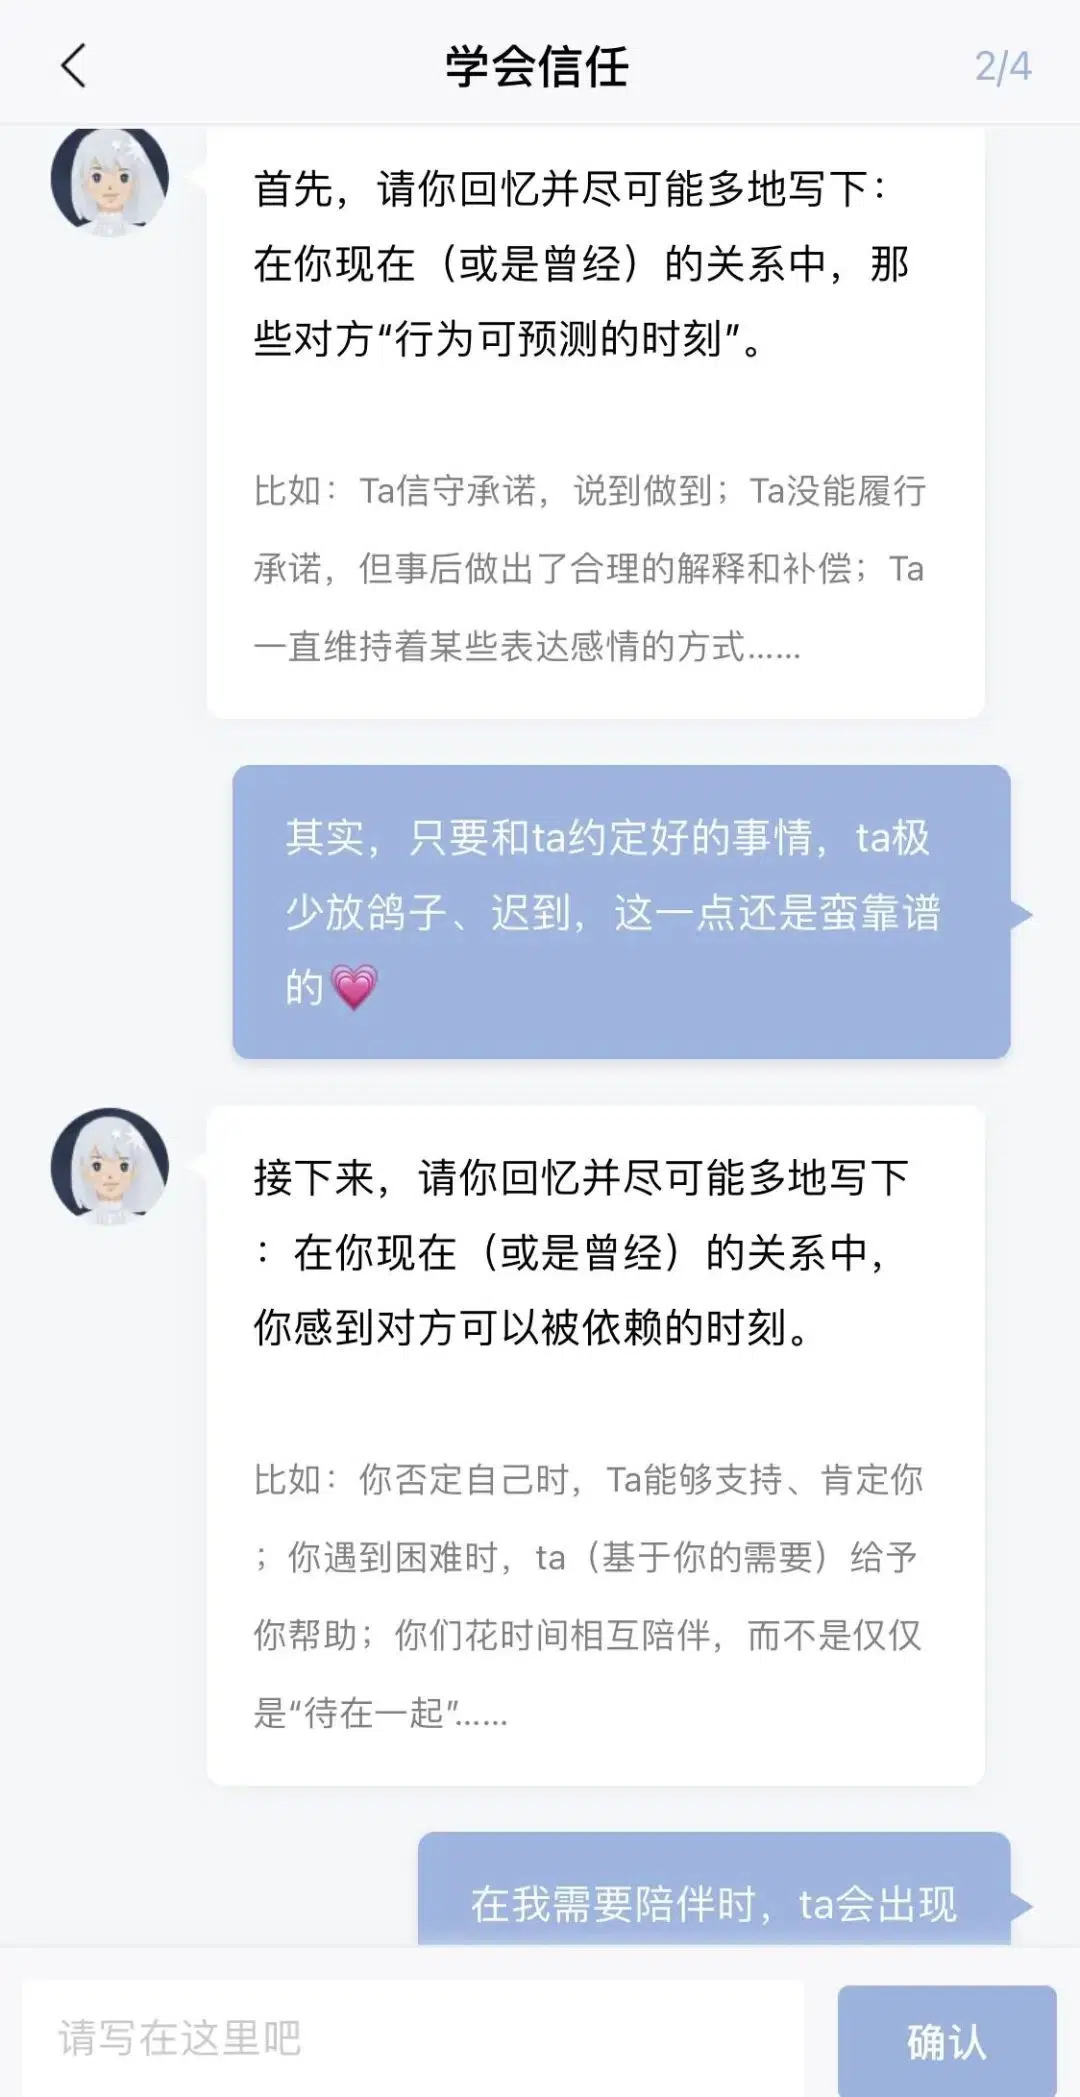 学会信任
2/4
首先，请你回忆并尽可能多地写下：
在你现在（或是曾经）的关系中，那
些对方“行为可预测的时刻”。
比如：Ta信守承诺，说到做到；Ta没能履行
承诺，但事后做出了合理的解释和补偿；Ta
一直维持着某些表达感情的方式……
其实，只要和ta约定好的事情，ta极
少放鸽子、迟到，这一点还是蛮靠谱
的💗
接下来，请你回忆并尽可能多地写下
：在你现在（或是曾经）的关系中，
你感到对方可以被依赖的时刻。
比如：你否定自己时，Ta能够支持、肯定你
；你遇到困难时，ta（基于你的需要）给予
你帮助；你们花时间相互陪伴，而不是仅仅
是“待在一起”……
在我需要陪伴时，ta会出现
请写在这里吧
确认